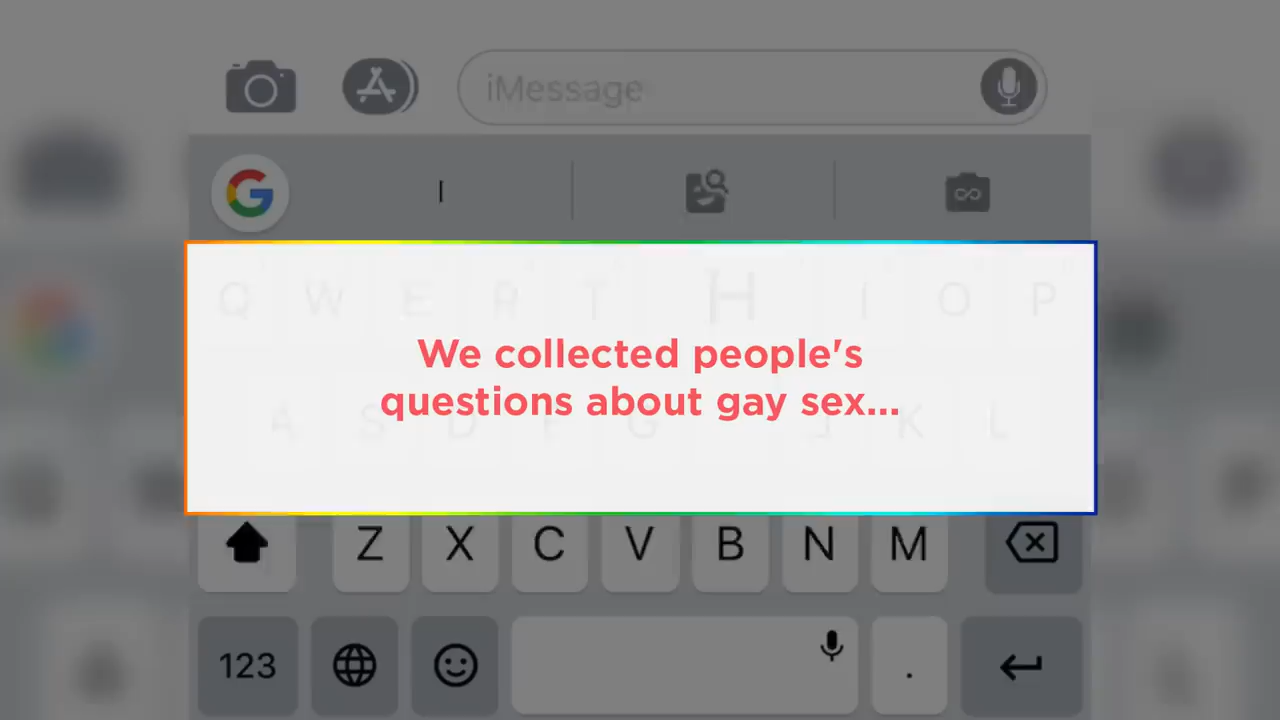 iMessage
I
Q W E R T H I O P
We collected people's
questions about gay sex...
A S D F G J K L
Z X C V B N M
123 .